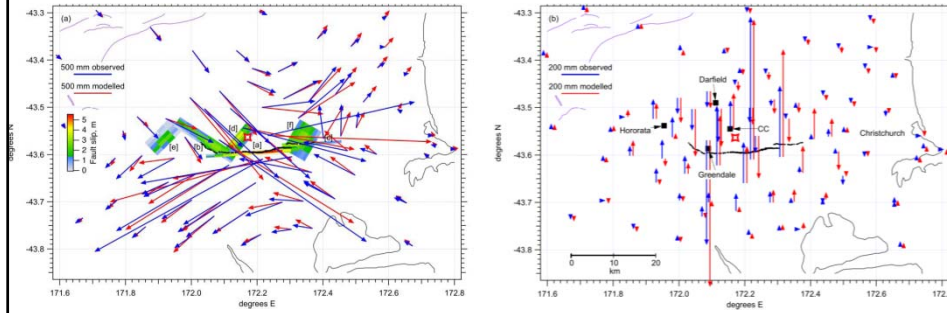 (a)
-43.3
-43.4
-43.5
-43.6
-43.7
-43.8
degrees N
500 mm observed
500 mm modelled
5
4
3
2
1
0
Fault slip, m
[e]
[b]
[d]
[a]
[f]
171.6
171.8
172.0
172.2
172.4
172.6
172.8
degrees E
(b)
-43.3
-43.4
-43.5
-43.6
-43.7
-43.8
degrees N
200 mm observed
200 mm modelled
Darfield
Hororata
CC
Christchurch
Greendale
0
10
20
km
171.6
171.8
172.0
172.2
172.4
172.6
172.8
degrees E